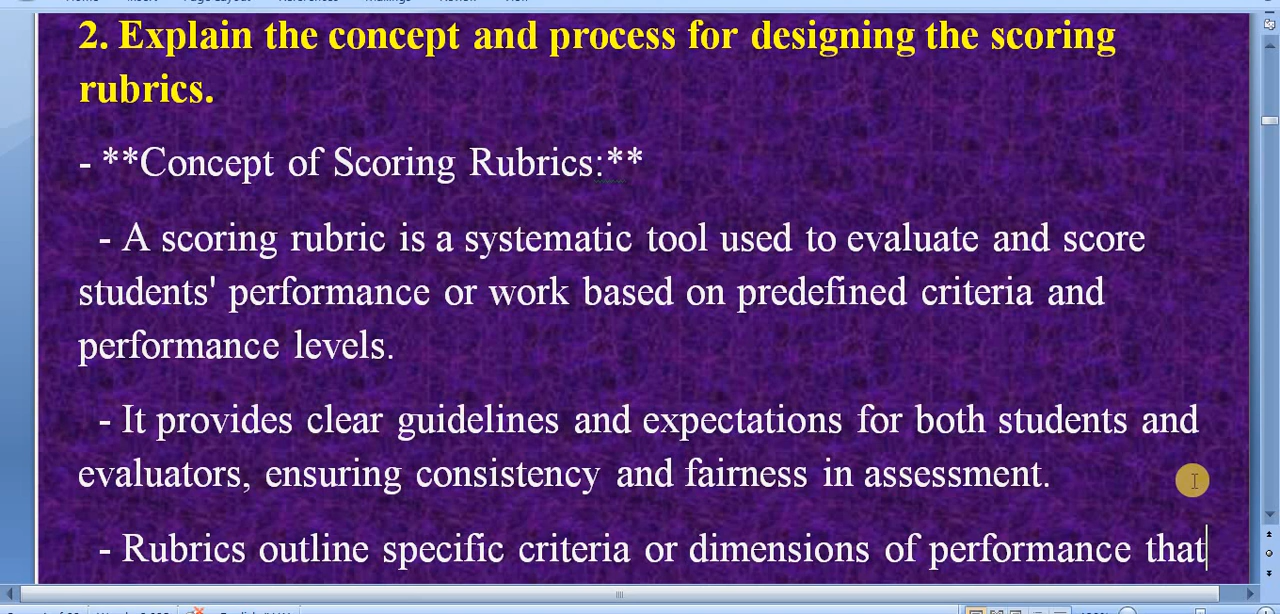 2. Explain the concept and process for designing the scoring
rubrics.
- **Concept of Scoring Rubrics:**
- A scoring rubric is a systematic tool used to evaluate and score
students' performance or work based on predefined criteria and
performance levels.
- It provides clear guidelines and expectations for both students and
evaluators, ensuring consistency and fairness in assessment.
- Rubrics outline specific criteria or dimensions of performance that